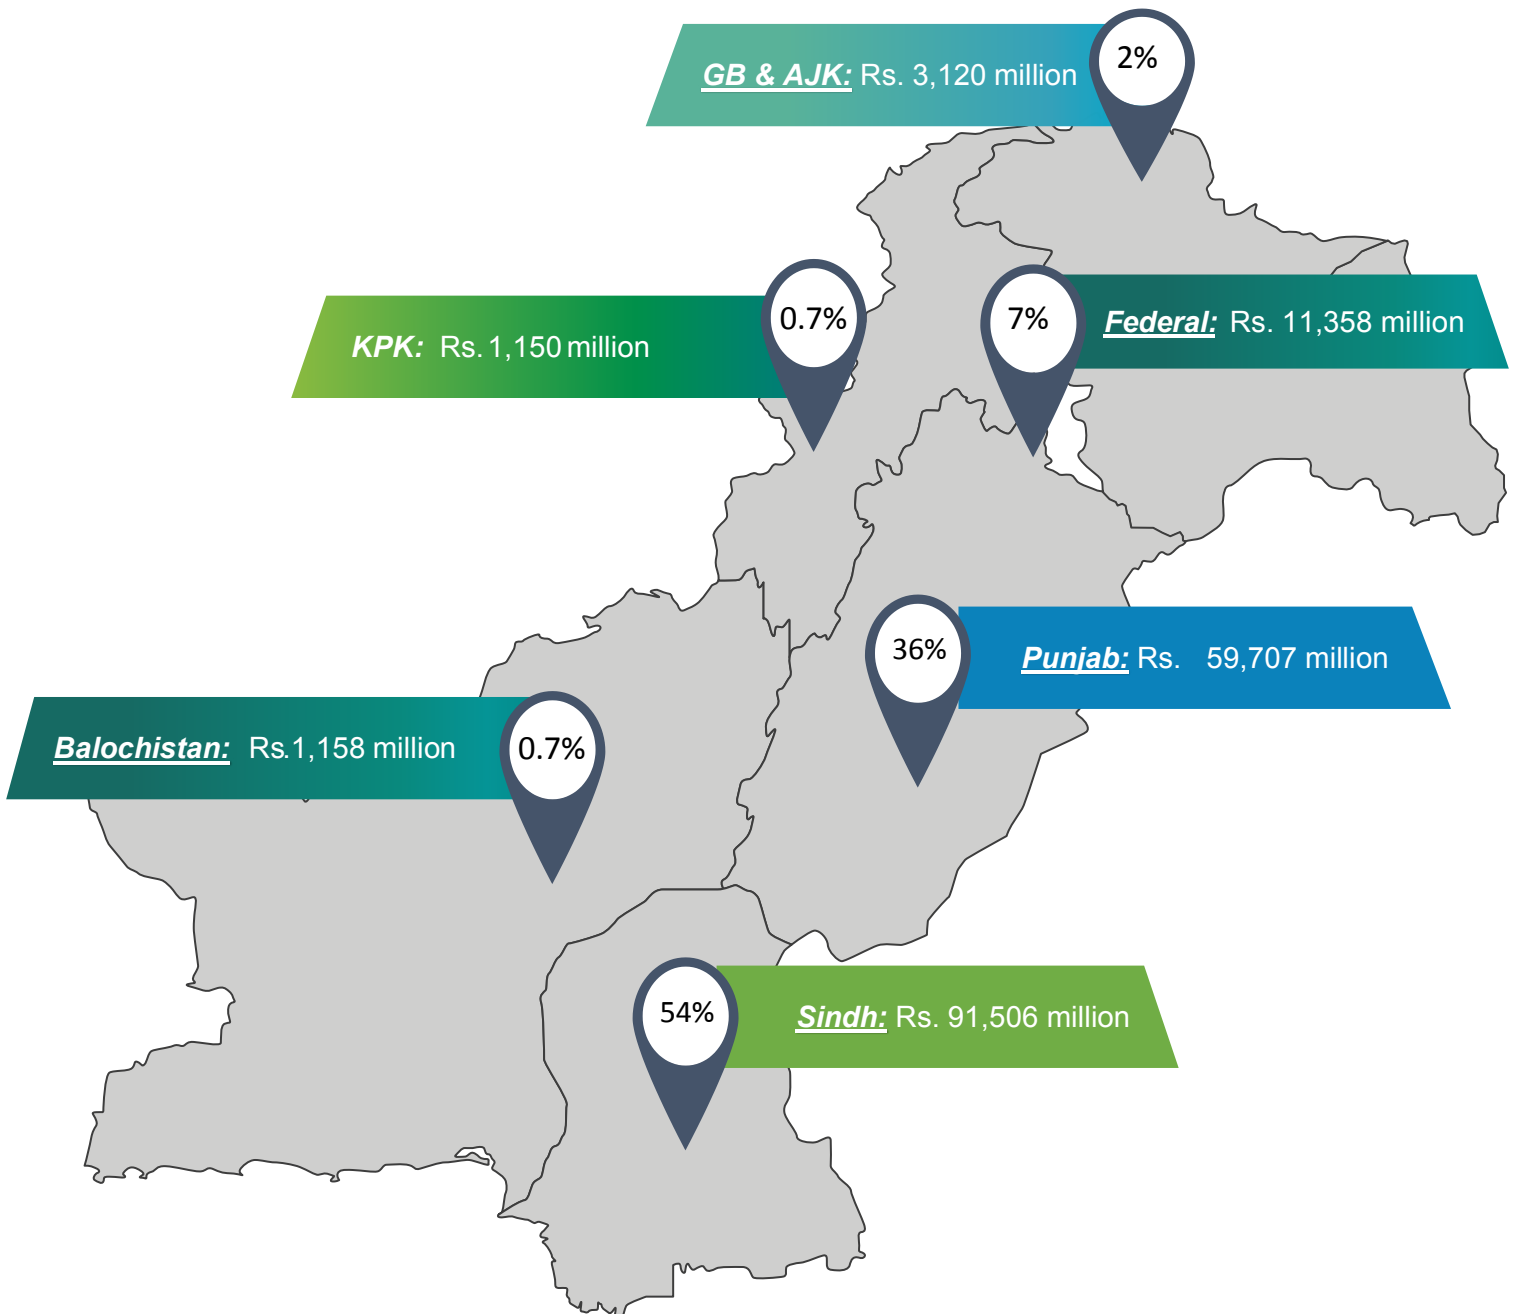 GB & AJK: Rs. 3,120 million
2%
KPK: Rs. 1,150 million
0.7%
7%
Federal: Rs. 11,358 million
36%
Punjab: Rs. 59,707 million
Balochistan: Rs.1,158 million
0.7%
54%
Sindh: Rs. 91,506 million